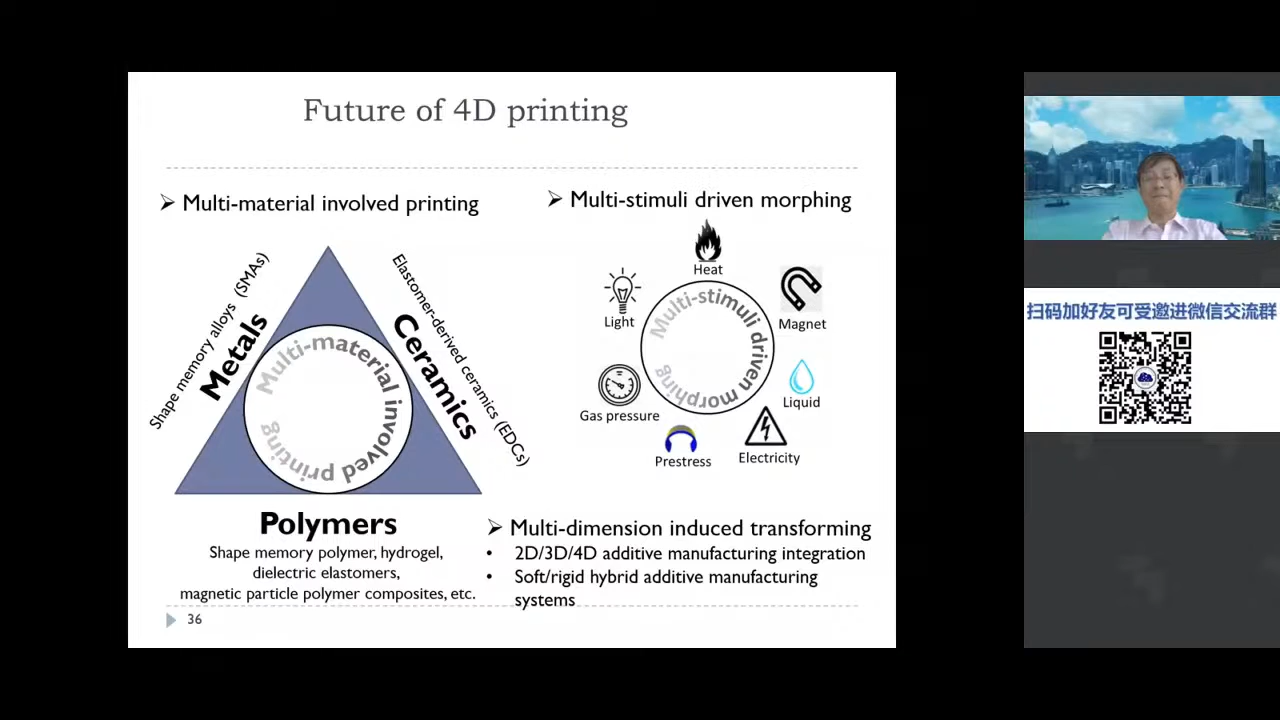 Future of 4D printing
➢ Multi-material involved printing
Shape memory alloys (SMAs)
Metals
Elastomer-derived ceramics (EDCs)
Ceramics
Multi-material involved printing
Polymers
Shape memory polymer, hydrogel,
dielectric elastomers,
magnetic particle polymer composites, etc.
➢ Multi-stimuli driven morphing
Heat
Light
Magnet
Multi-stimuli driven morphing
Liquid
Gas pressure
Electricity
Prestress
➢ Multi-dimension induced transforming
• 2D/3D/4D additive manufacturing integration
• Soft/rigid hybrid additive manufacturing
systems
36
扫码加好友可受邀进微信交流群